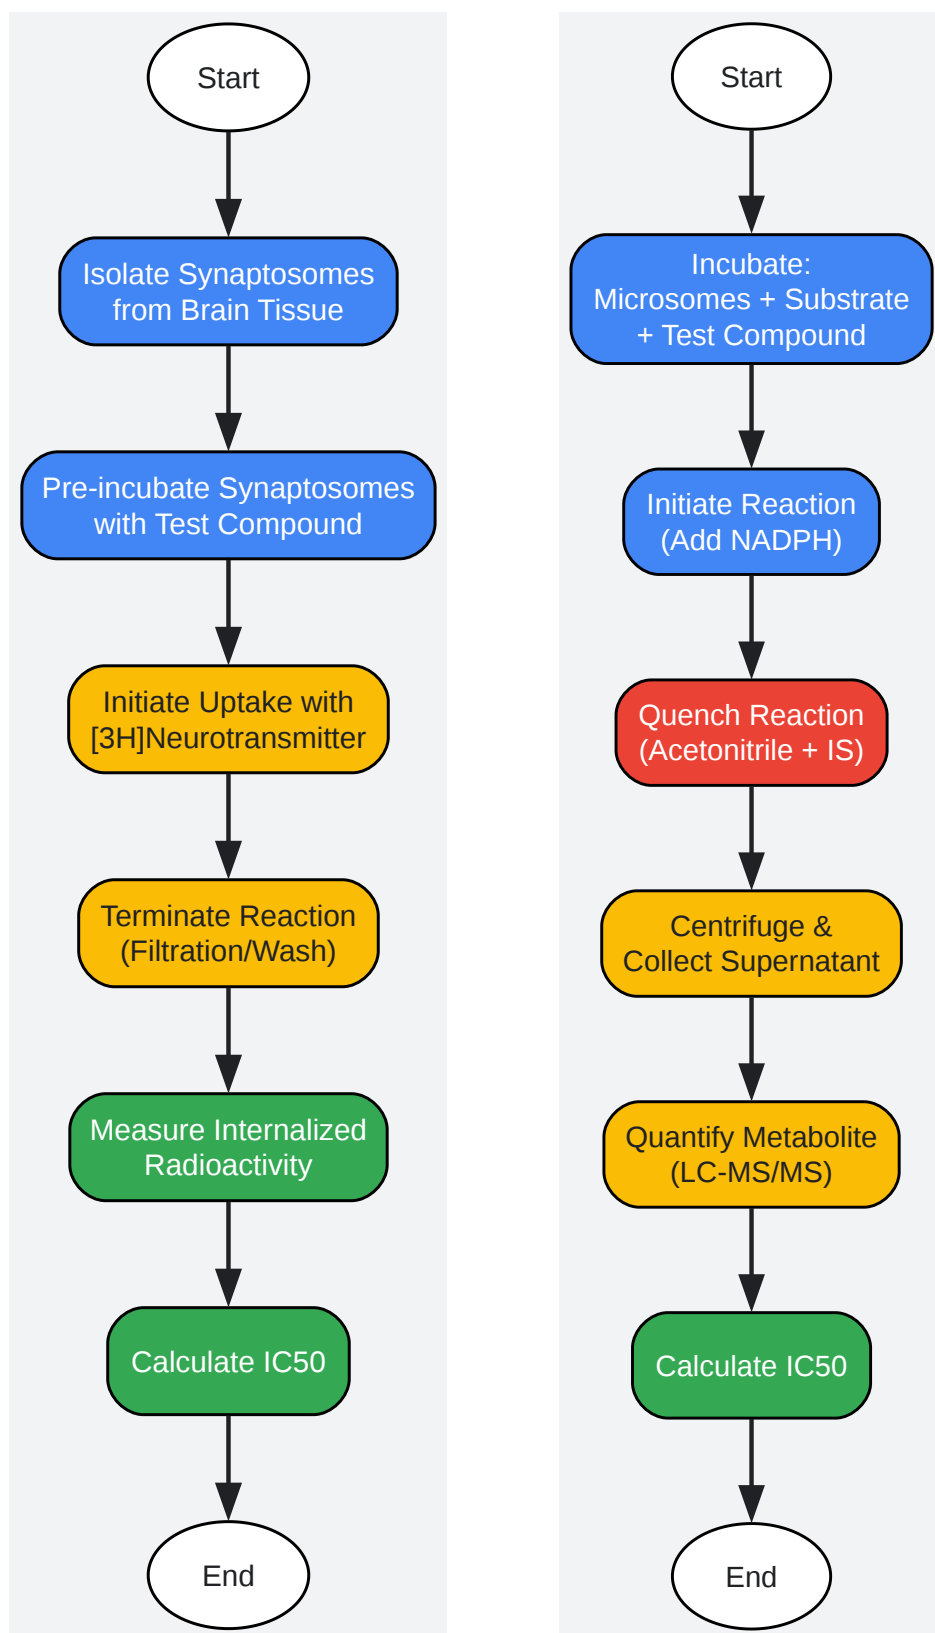 Start
Isolate Synaptosomes
from Brain Tissue
Pre-incubate Synaptosomes
with Test Compound
Initiate Uptake with
[3H]Neurotransmitter
Terminate Reaction
(Filtration/Wash)
Measure Internalized
Radioactivity
Calculate IC50
End
Start
Incubate:
Microsomes + Substrate
+ Test Compound
Initiate Reaction
(Add NADPH)
Quench Reaction
(Acetonitrile + IS)
Centrifuge &
Collect Supernatant
Quantify Metabolite
(LC-MS/MS)
Calculate IC50
End